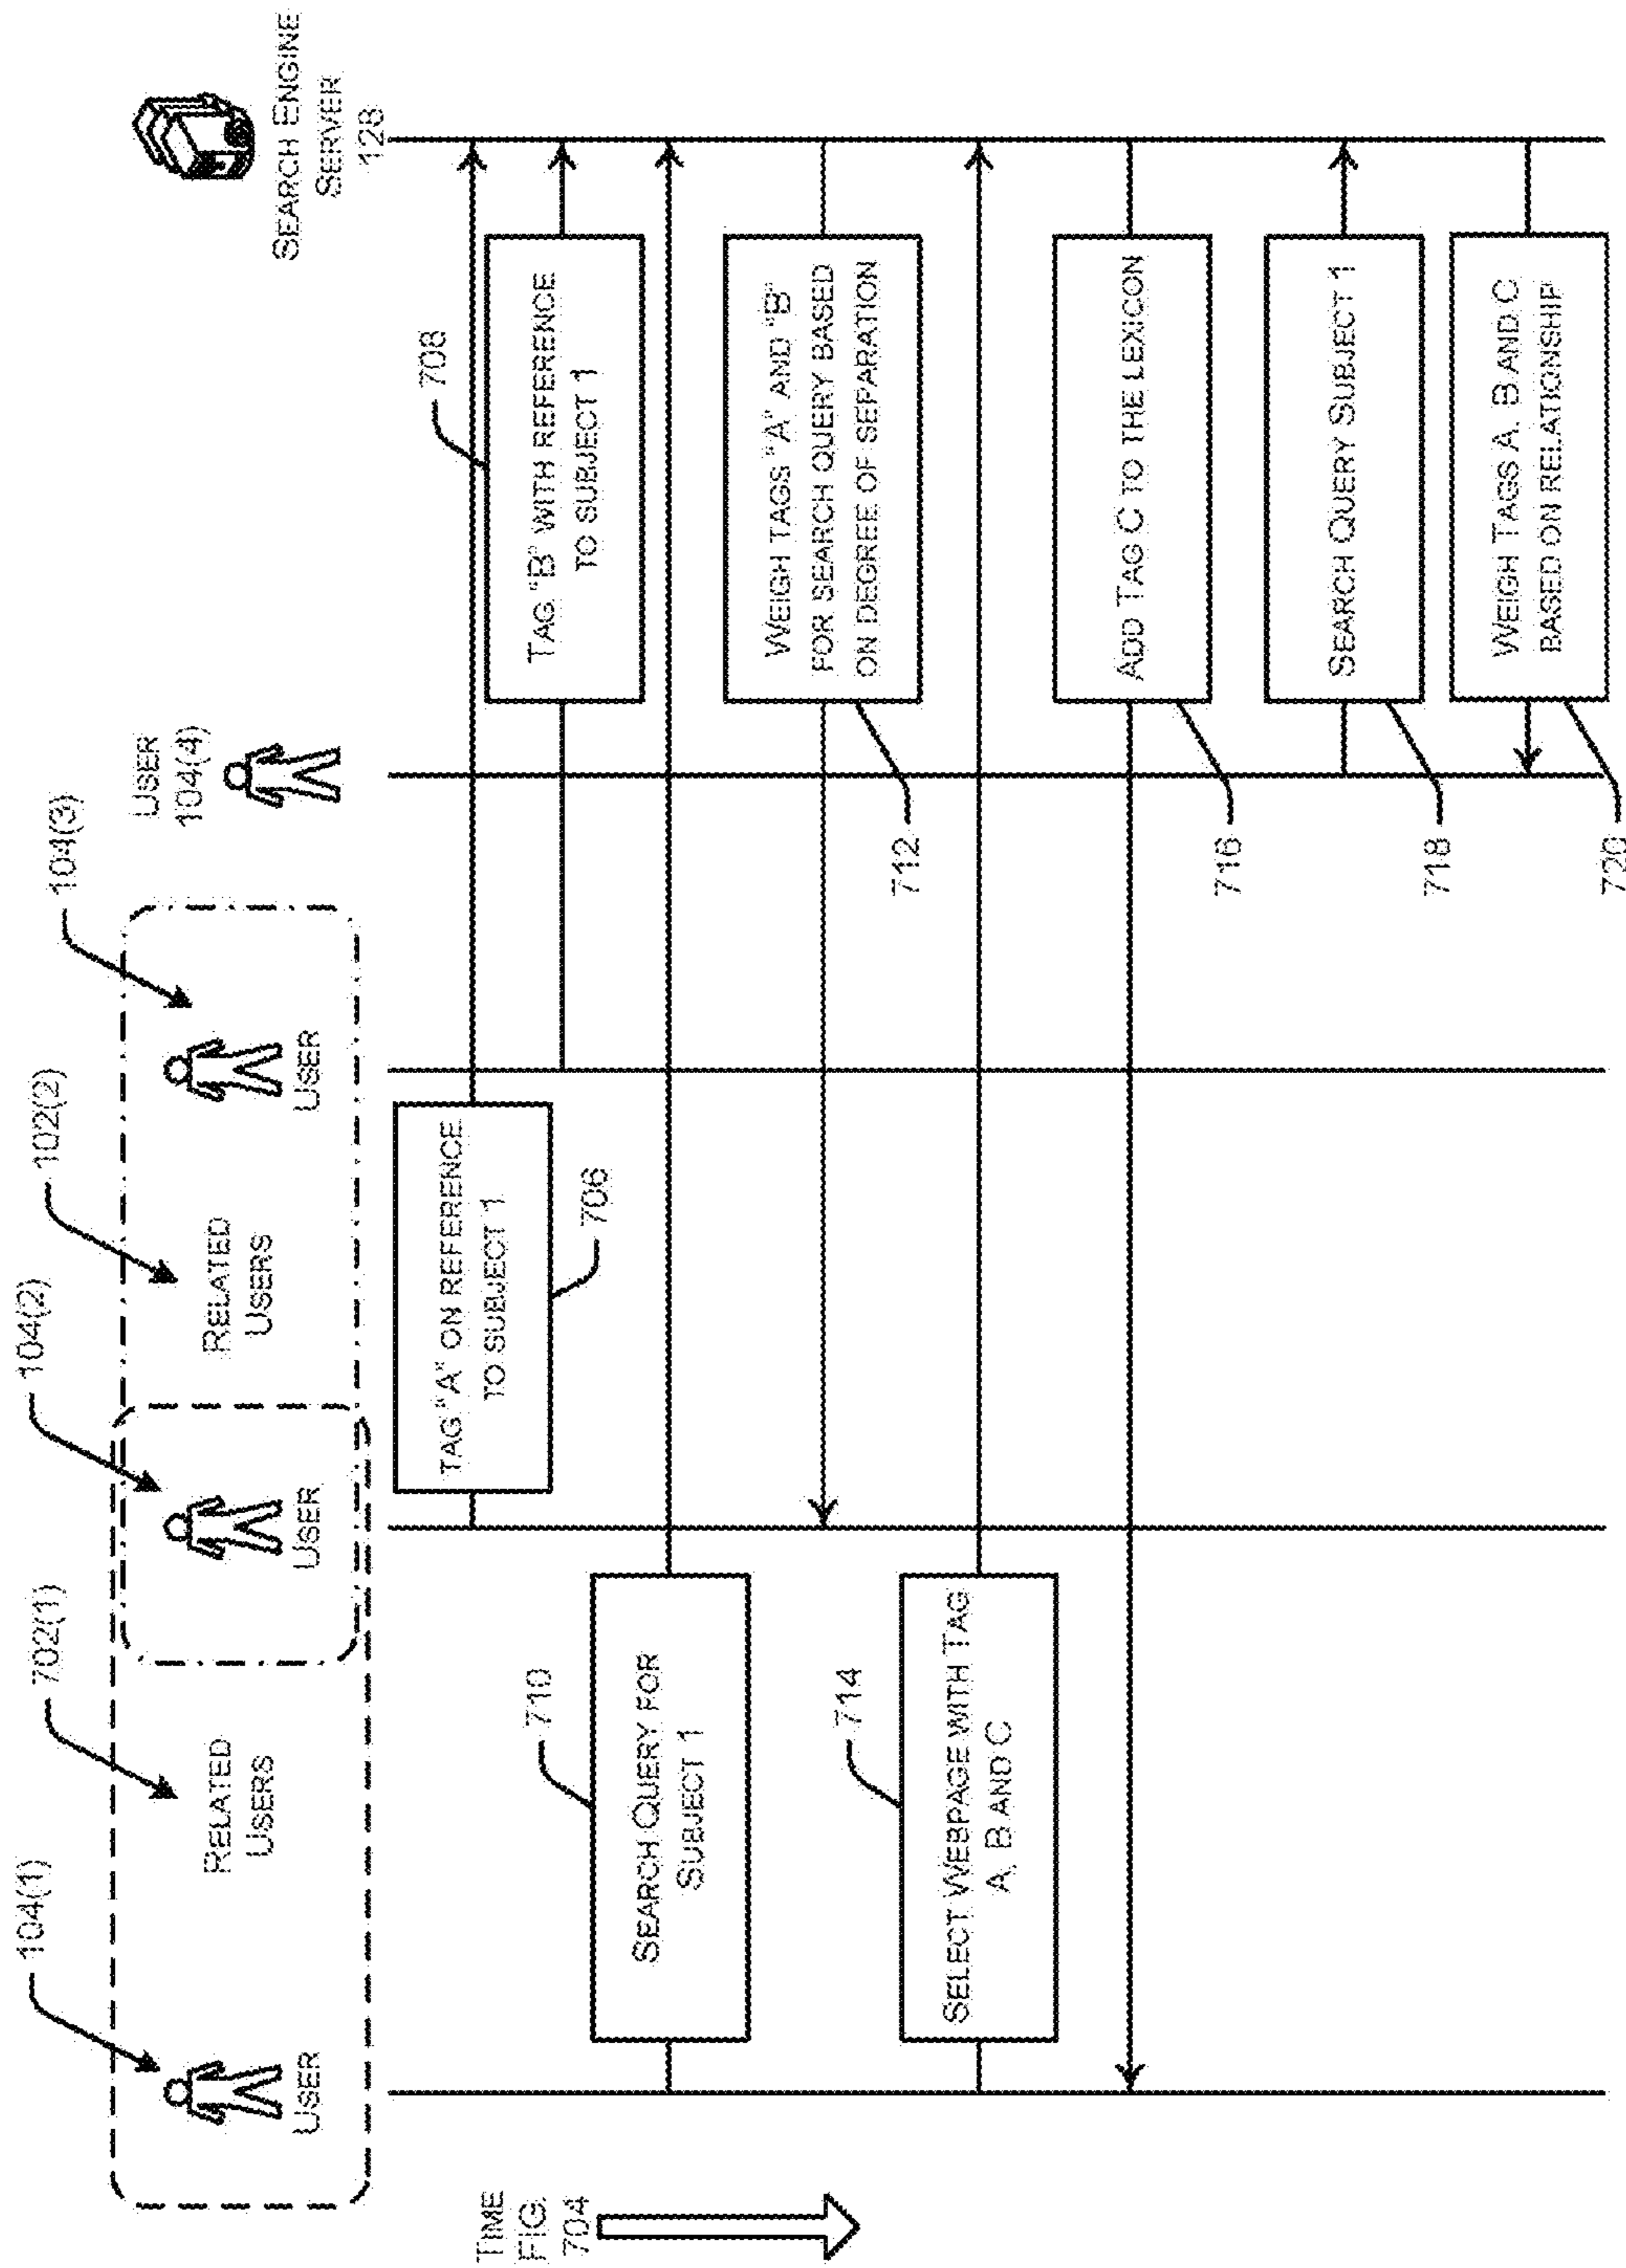 104(1)
702(1)
104(2)
102(2)
104(3)
USER
RELATED
USERS
USER
RELATED
USERS
USER
USER
104(4)
SEARCH ENGINE
SERVER
128
TIME
FIG.
704
TAG "A" ON REFERENCE
TO SUBJECT 1
706
708
TAG "B" WITH REFERENCE
TO SUBJECT 1
710
SEARCH QUERY FOR
SUBJECT 1
WEIGH TAGS "A" AND "B"
FOR SEARCH QUERY BASED
ON DEGREE OF SEPARATION
712
714
SELECT WEBPAGE WITH TAG
A, B AND C
ADD TAG C TO THE LEXICON
716
SEARCH QUERY SUBJECT 1
718
WEIGH TAGS A, B AND C
BASED ON RELATIONSHIP
720